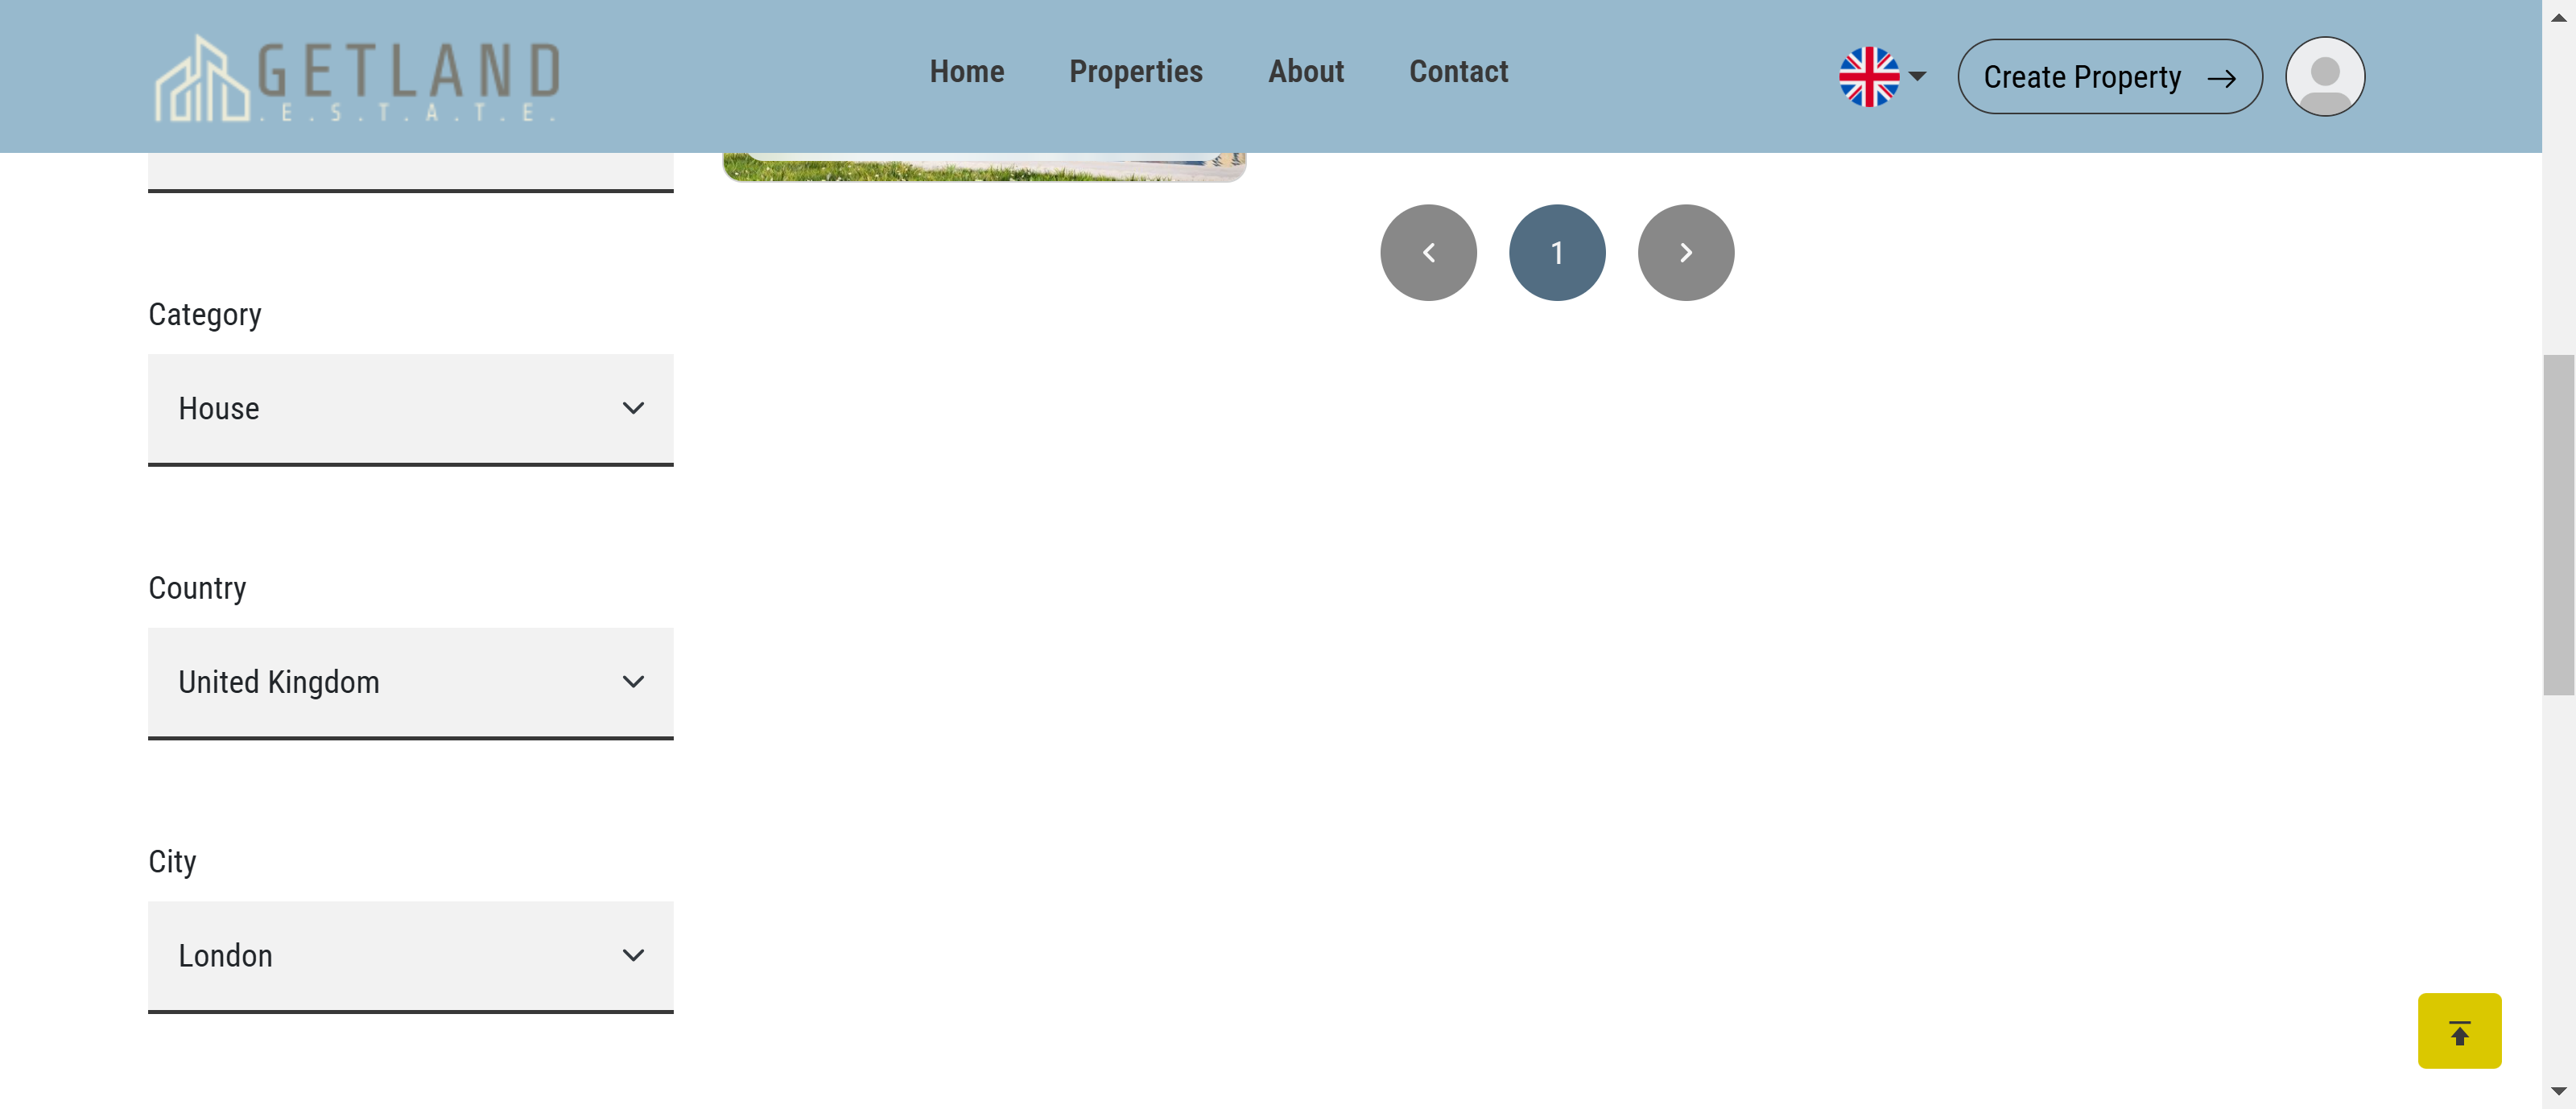 GETLAND
.E.S.T.A.T.E.
Home Properties About Contact
Create Property
1
Category
House
Country
United Kingdom
City
London